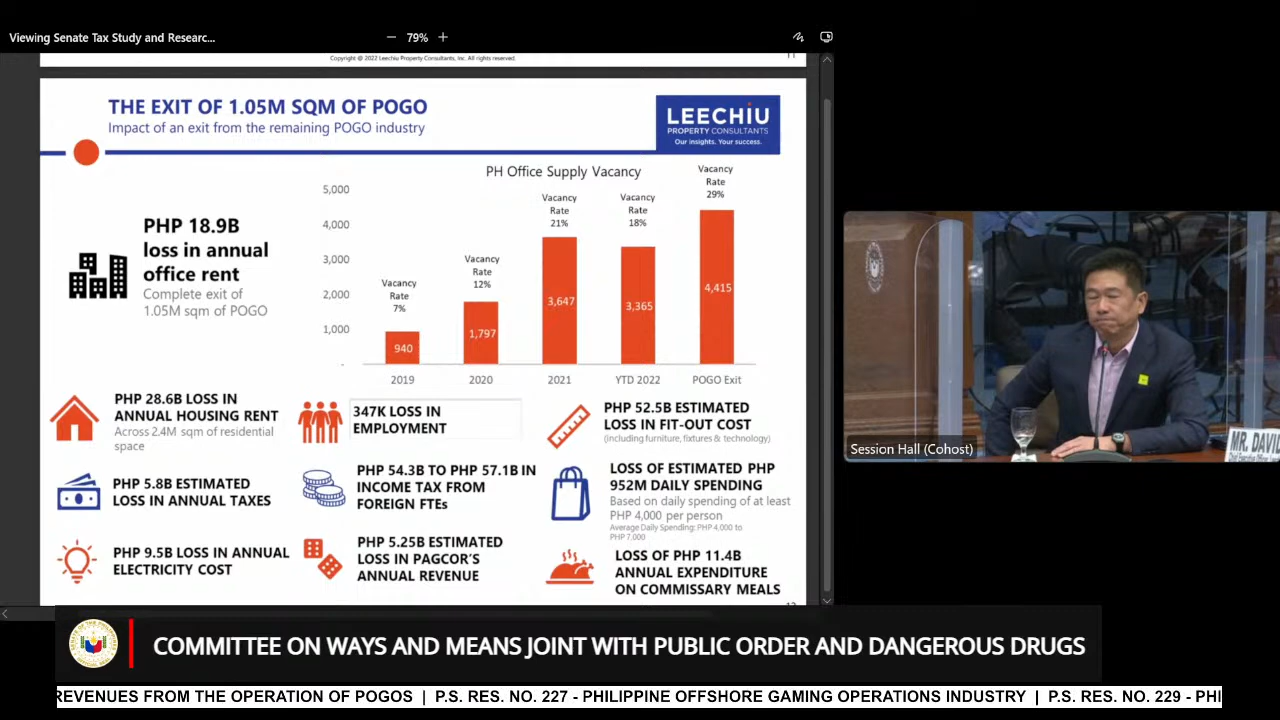 Viewing Senate Tax Study and Researc...
79%
Copyright @ 2022 Leechiu Property Consultants, Inc. All rights reserved.
11
THE EXIT OF 1.05M SQM OF POGO
Impact of an exit from the remaining POGO industry
LEECHIU
PROPERTY CONSULTANTS
Our insights. Your success.
PHP 18.9B
loss in annual
office rent
Complete exit of
1.05M sqm of POGO
PH Office Supply Vacancy
5,000
4,000
3,000
2,000
1,000
-
Vacancy
Rate
7%
Vacancy
Rate
12%
Vacancy
Rate
21%
Vacancy
Rate
18%
Vacancy
Rate
29%
940
1,797
3,647
3,365
4,415
2019
2020
2021
YTD 2022
POGO Exit
PHP 28.6B LOSS IN
ANNUAL HOUSING RENT
Across 2.4M sqm of residential
space
347K LOSS IN
EMPLOYMENT
PHP 52.5B ESTIMATED
LOSS IN FIT-OUT COST
(including furniture, fixtures & technology)
PHP 5.8B ESTIMATED
LOSS IN ANNUAL TAXES
PHP 54.3B TO PHP 57.1B IN
INCOME TAX FROM
FOREIGN FTEs
LOSS OF ESTIMATED PHP
952M DAILY SPENDING
Based on daily spending of at least
PHP 4,000 per person
Average Daily Spending: PHP 4,000 to
PHP 7,000
PHP 9.5B LOSS IN ANNUAL
ELECTRICITY COST
PHP 5.25B ESTIMATED
LOSS IN PAGCOR'S
ANNUAL REVENUE
LOSS OF PHP 11.4B
ANNUAL EXPENDITURE
ON COMMISSARY MEALS
Session Hall (Cohost)
MR. DAVID
COMMITTEE ON WAYS AND MEANS JOINT WITH PUBLIC ORDER AND DANGEROUS DRUGS
REVENUES FROM THE OPERATION OF POGOS | P.S. RES. NO. 227 - PHILIPPINE OFFSHORE GAMING OPERATIONS INDUSTRY | P.S. RES. NO. 229 - PHI